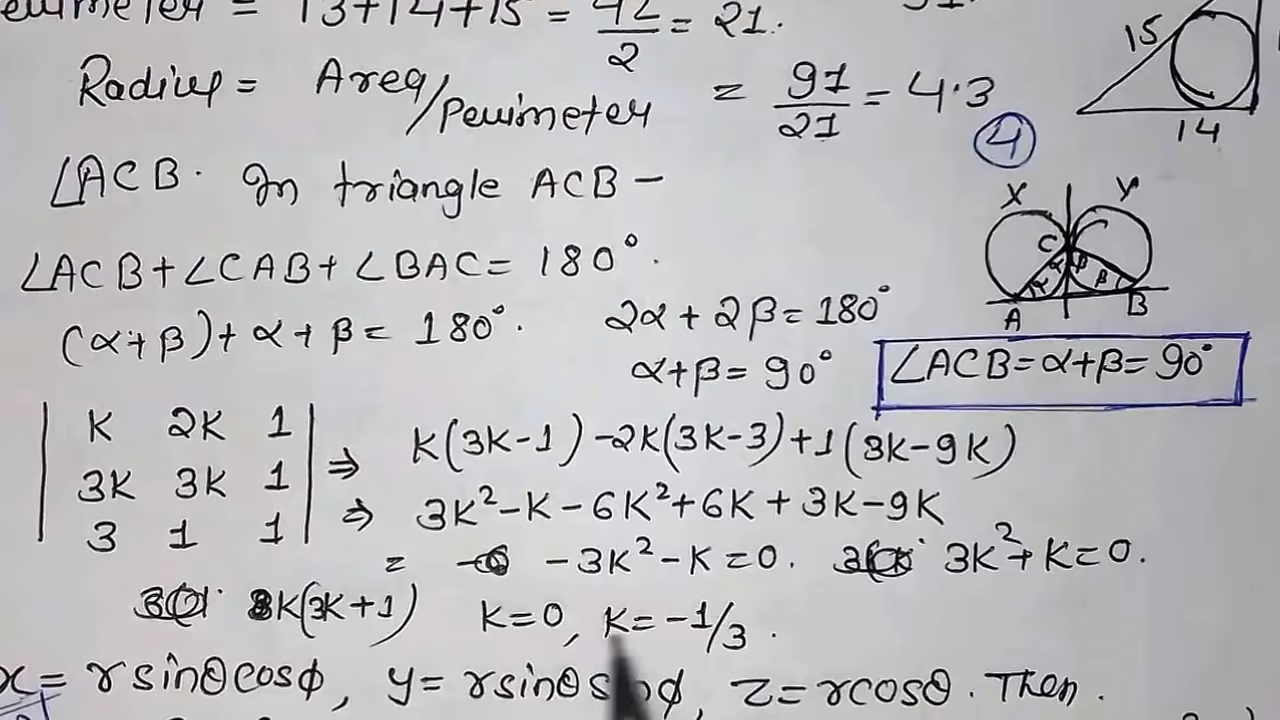 = 13+14+15 = 42/2 = 21.
Radius = Area/Perimeter = 91/21 = 4.3
15
14
4
∠ACB. In triangle ACB –
X Y
C
α β
α β
A B
∠ACB + ∠CAB + ∠BAC = 180°.
(α+β) + α + β = 180°. 2α + 2β = 180°
α+β = 90° ∠ACB = α+β = 90°
| K 2K 1 |
| 3K 3K 1 | ⇒ K(3K-1) -2K(3K-3) +1(3K-9K)
| 3 1 1 | ⇒ 3K²-K-6K²+6K+3K-9K
= -3K²-K=0. 3K²+K=0.
K(3K+1) K=0, K=-1/3.
x = r sinθ cosϕ, y = r sinθ ϕ, z = r cosθ. Then.